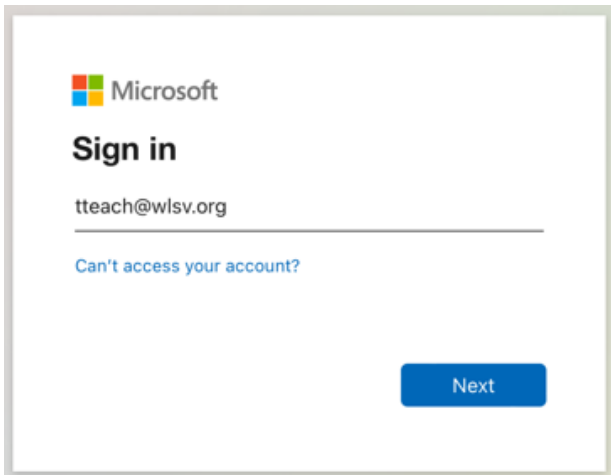 Microsoft
Sign in
tteach@wlsv.org
Can't access your account?
Next